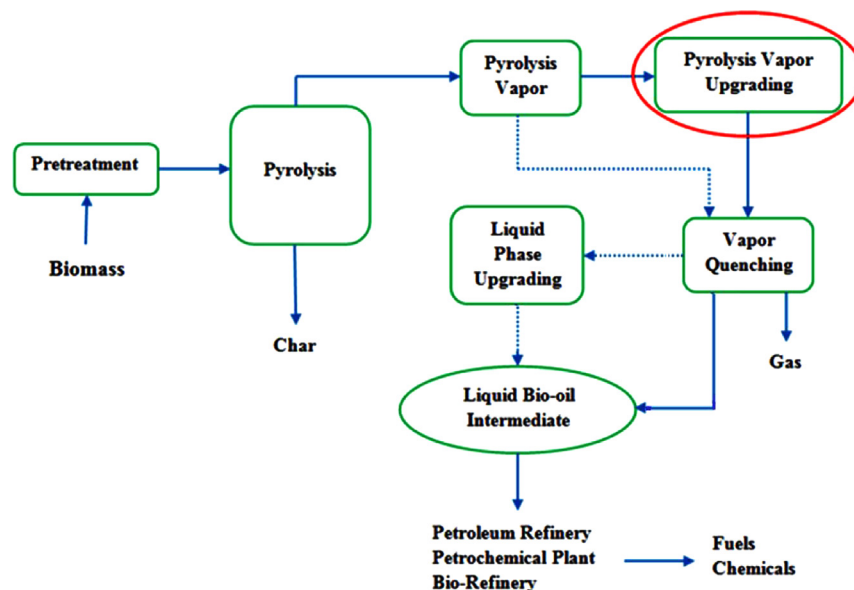 Pyrolysis
Vapor
Pyrolysis Vapor
Upgrading
Pretreatment
Pyrolysis
Biomass
Liquid
Phase
Upgrading
Vapor
Quenching
Char
Gas
Liquid Bio-oil
Intermediate
Petroleum Refinery
Petrochemical Plant
Bio-Refinery
Fuels
Chemicals